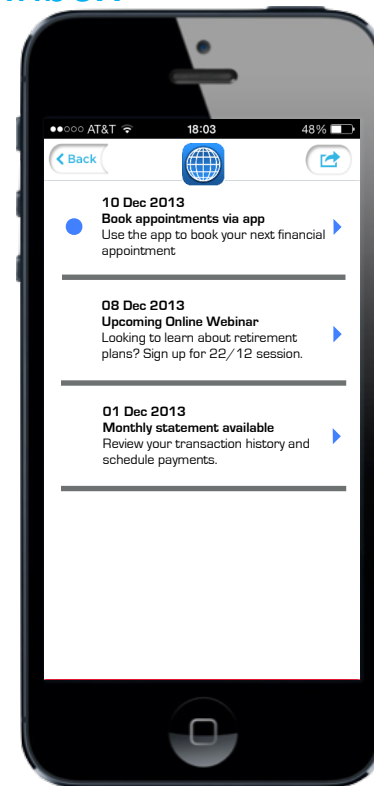 AT&T 18:03 48%
Back
10 Dec 2013
Book appointments via app
Use the app to book your next financial
appointment
08 Dec 2013
Upcoming Online Webinar
Looking to learn about retirement
plans? Sign up for 22/12 session.
01 Dec 2013
Monthly statement available
Review your transaction history and
schedule payments.